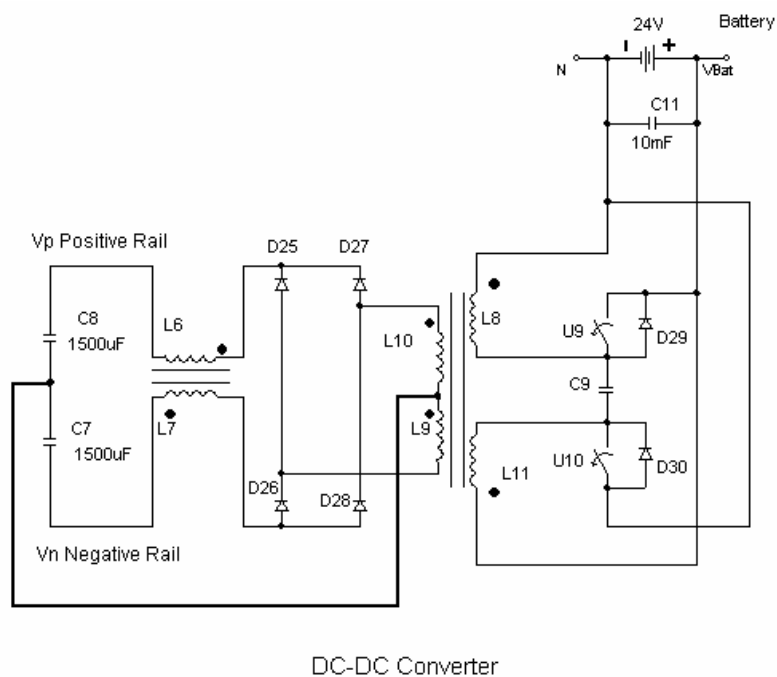 24V
Battery
- +
N
VBat
C11
10mF
Vp Positive Rail
D25
D27
C8
1500uF
L6
L10
L8
U9
D29
C9
C7
1500uF
L7
L9
D26
D28
L11
U10
D30
Vn Negative Rail
DC-DC Converter